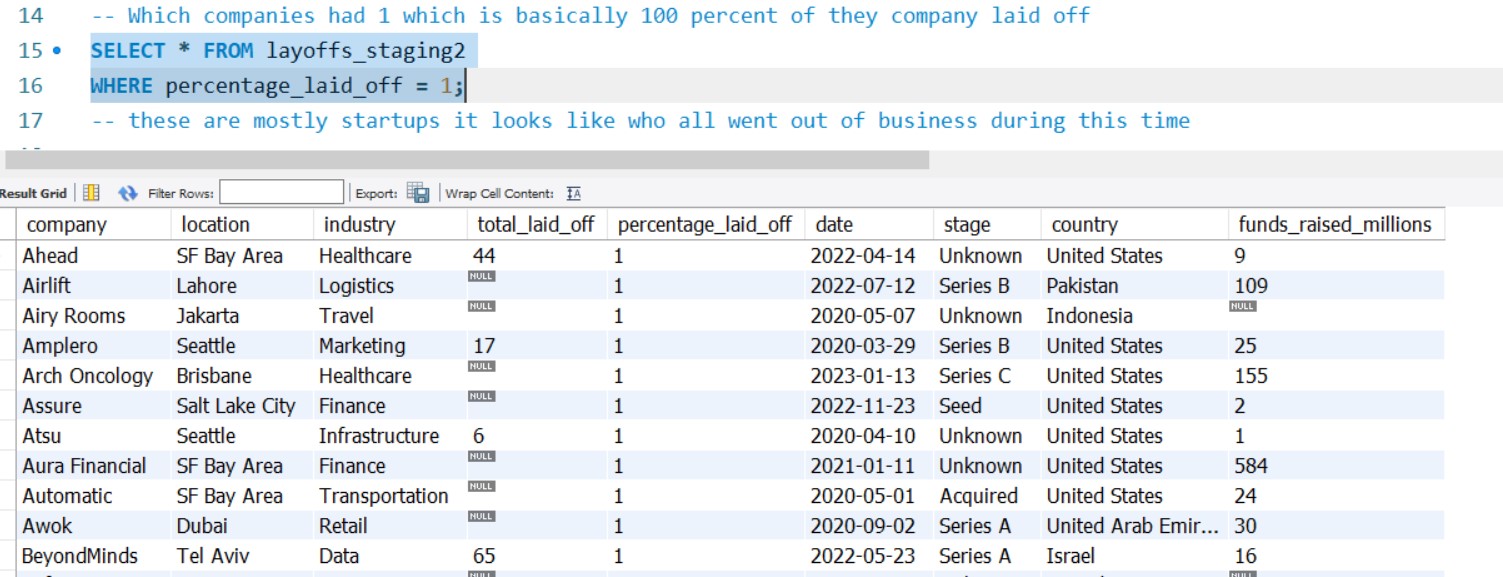 14 -- Which companies had 1 which is basically 100 percent of they company laid off
15 SELECT * FROM layoffs_staging2
16 WHERE percentage_laid_off = 1;
17 -- these are mostly startups it looks like who all went out of business during this time
Result Grid Filter Rows: Export: Wrap Cell Content: IA
company location industry total_laid_off percentage_laid_off date stage country funds_raised_millions
Ahead SF Bay Area Healthcare 44 1 2022-04-14 Unknown United States 9
Airlift Lahore Logistics NULL 1 2022-07-12 Series B Pakistan 109
Airy Rooms Jakarta Travel NULL 1 2020-05-07 Unknown Indonesia NULL
Amplero Seattle Marketing 17 1 2020-03-29 Series B United States 25
Arch Oncology Brisbane Healthcare NULL 1 2023-01-13 Series C United States 155
Assure Salt Lake City Finance NULL 1 2022-11-23 Seed United States 2
Atsu Seattle Infrastructure 6 1 2020-04-10 Unknown United States 1
Aura Financial SF Bay Area Finance NULL 1 2021-01-11 Unknown United States 584
Automatic SF Bay Area Transportation NULL 1 2020-05-01 Acquired United States 24
Awok Dubai Retail NULL 1 2020-09-02 Series A United Arab Emir... 30
BeyondMinds Tel Aviv Data 65 1 2022-05-23 Series A Israel 16
NULL NULL